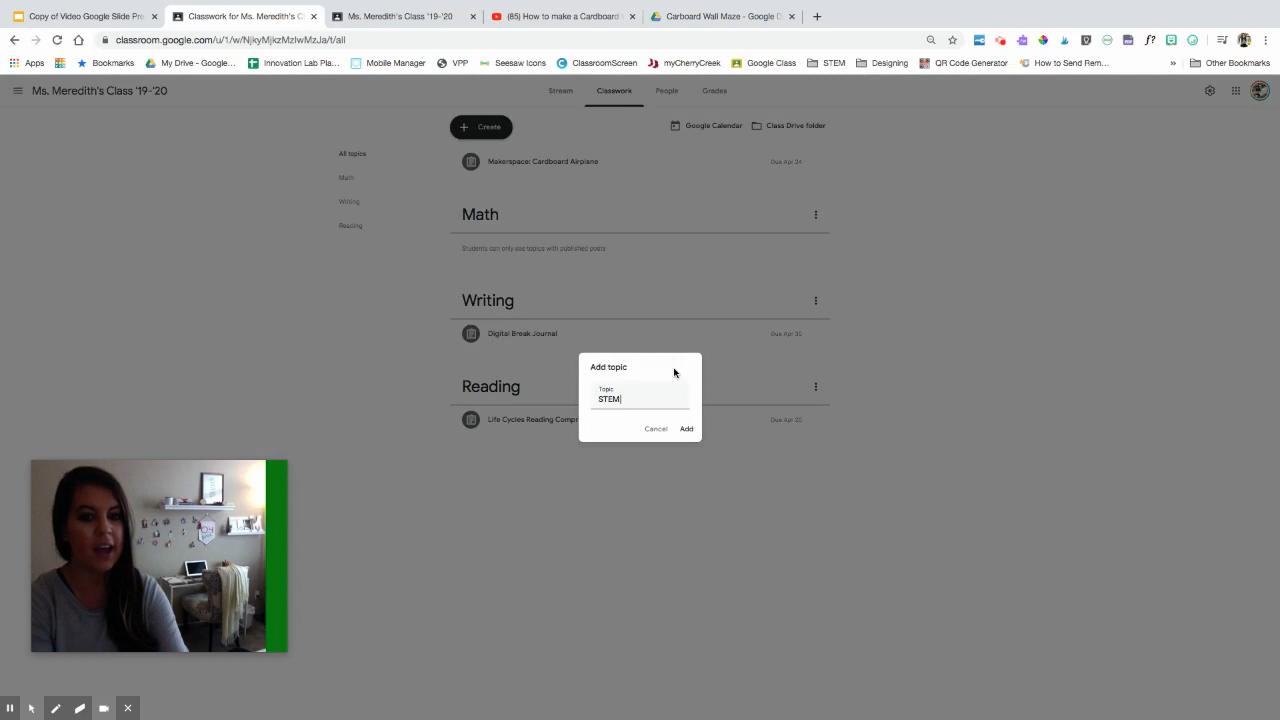 Copy of Video Google Slide Pre
Classwork for Ms. Meredith's C
Ms. Meredith's Class '19-'20
(85) How to make a Cardboard
Carboard Wall Maze - Google D
classroom.google.com/u/1/w/NjkyMjkzMzIwMzJa/t/all
Apps
Bookmarks
My Drive - Google...
Innovation Lab Pla...
Mobile Manager
VPP
Seesaw Icons
ClassroomScreen
myCherryCreek
Google Class
STEM
Designing
QR Code Generator
How to Send Rem...
»
Other Bookmarks
Ms. Meredith's Class '19-'20
Stream
Classwork
People
Grades
Create
Google Calendar
Class Drive folder
All topics
Math
Writing
Reading
Makerspace: Cardboard Airplane
Due Apr 24
Math
Students can only see topics with published posts
Writing
Digital Break Journal
Due Apr 30
Reading
Life Cycles Reading Compr
Due Apr 25
Add topic
Topic
STEM
Cancel
Add